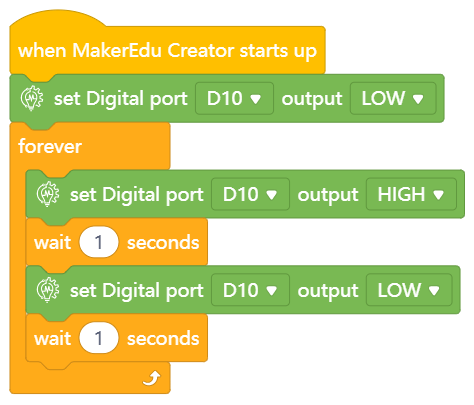 when MakerEdu Creator starts up
set Digital port D10 output LOW
forever
set Digital port D10 output HIGH
wait 1 seconds
set Digital port D10 output LOW
wait 1 seconds